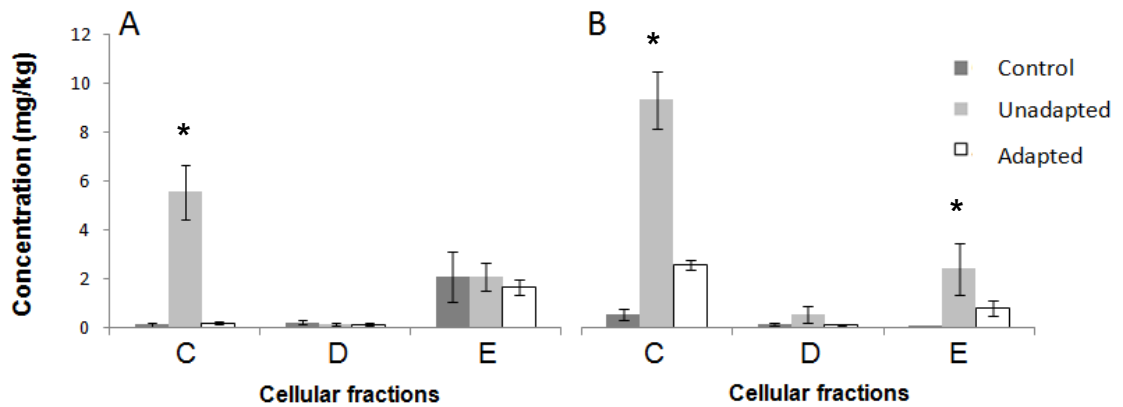 A
B
Concentration (mg/kg)
12
10
8
6
4
2
0
*
*
*
Control
Unadapted
Adapted
C
D
E
C
D
E
Cellular fractions
Cellular fractions